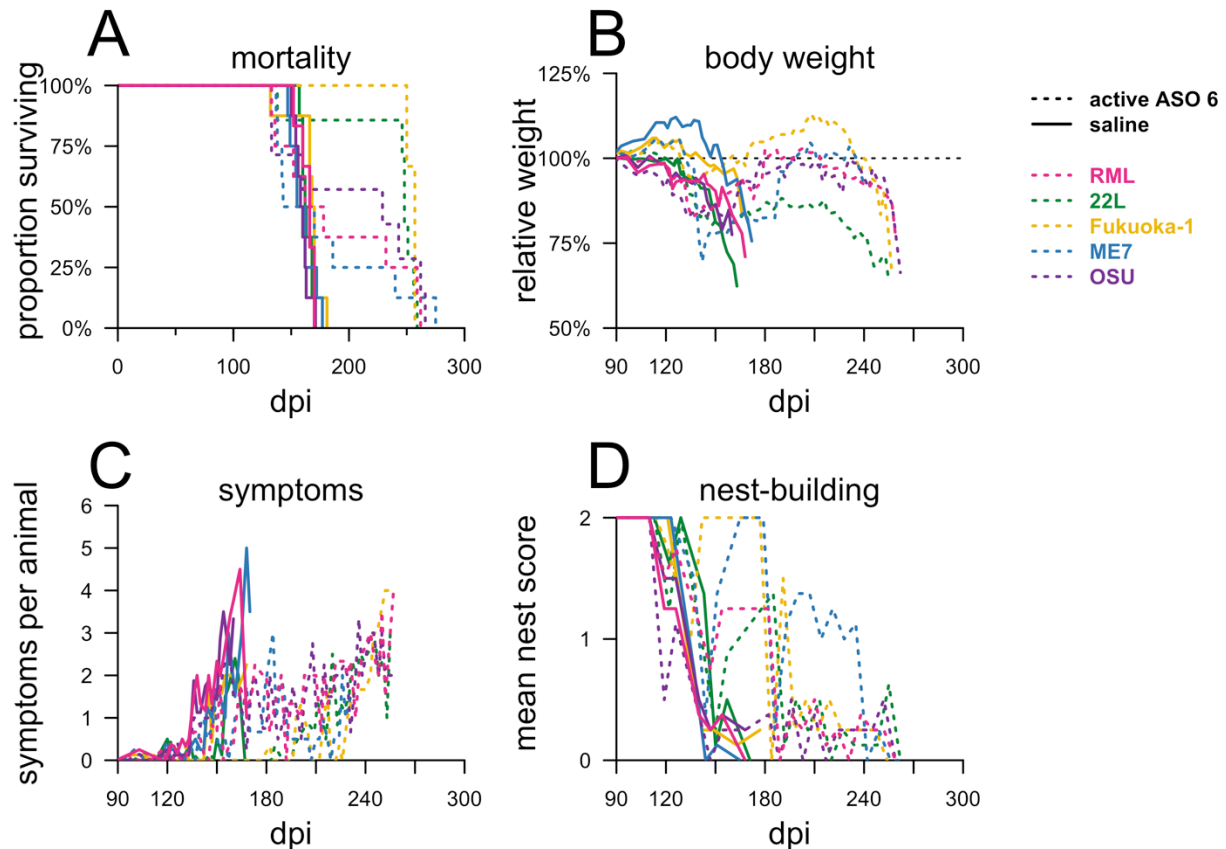 A
mortality
proportion surviving
100%
75%
50%
25%
0%
0
100
200
300
dpi
B
body weight
relative weight
125%
100%
75%
50%
90
120
180
240
300
dpi
active ASO 6
saline
RML
22L
Fukuoka-1
ME7
OSU
C
symptoms
symptoms per animal
6
5
4
3
2
1
0
90
120
180
240
300
dpi
D
nest-building
mean nest score
2
1
0
90
120
180
240
300
dpi